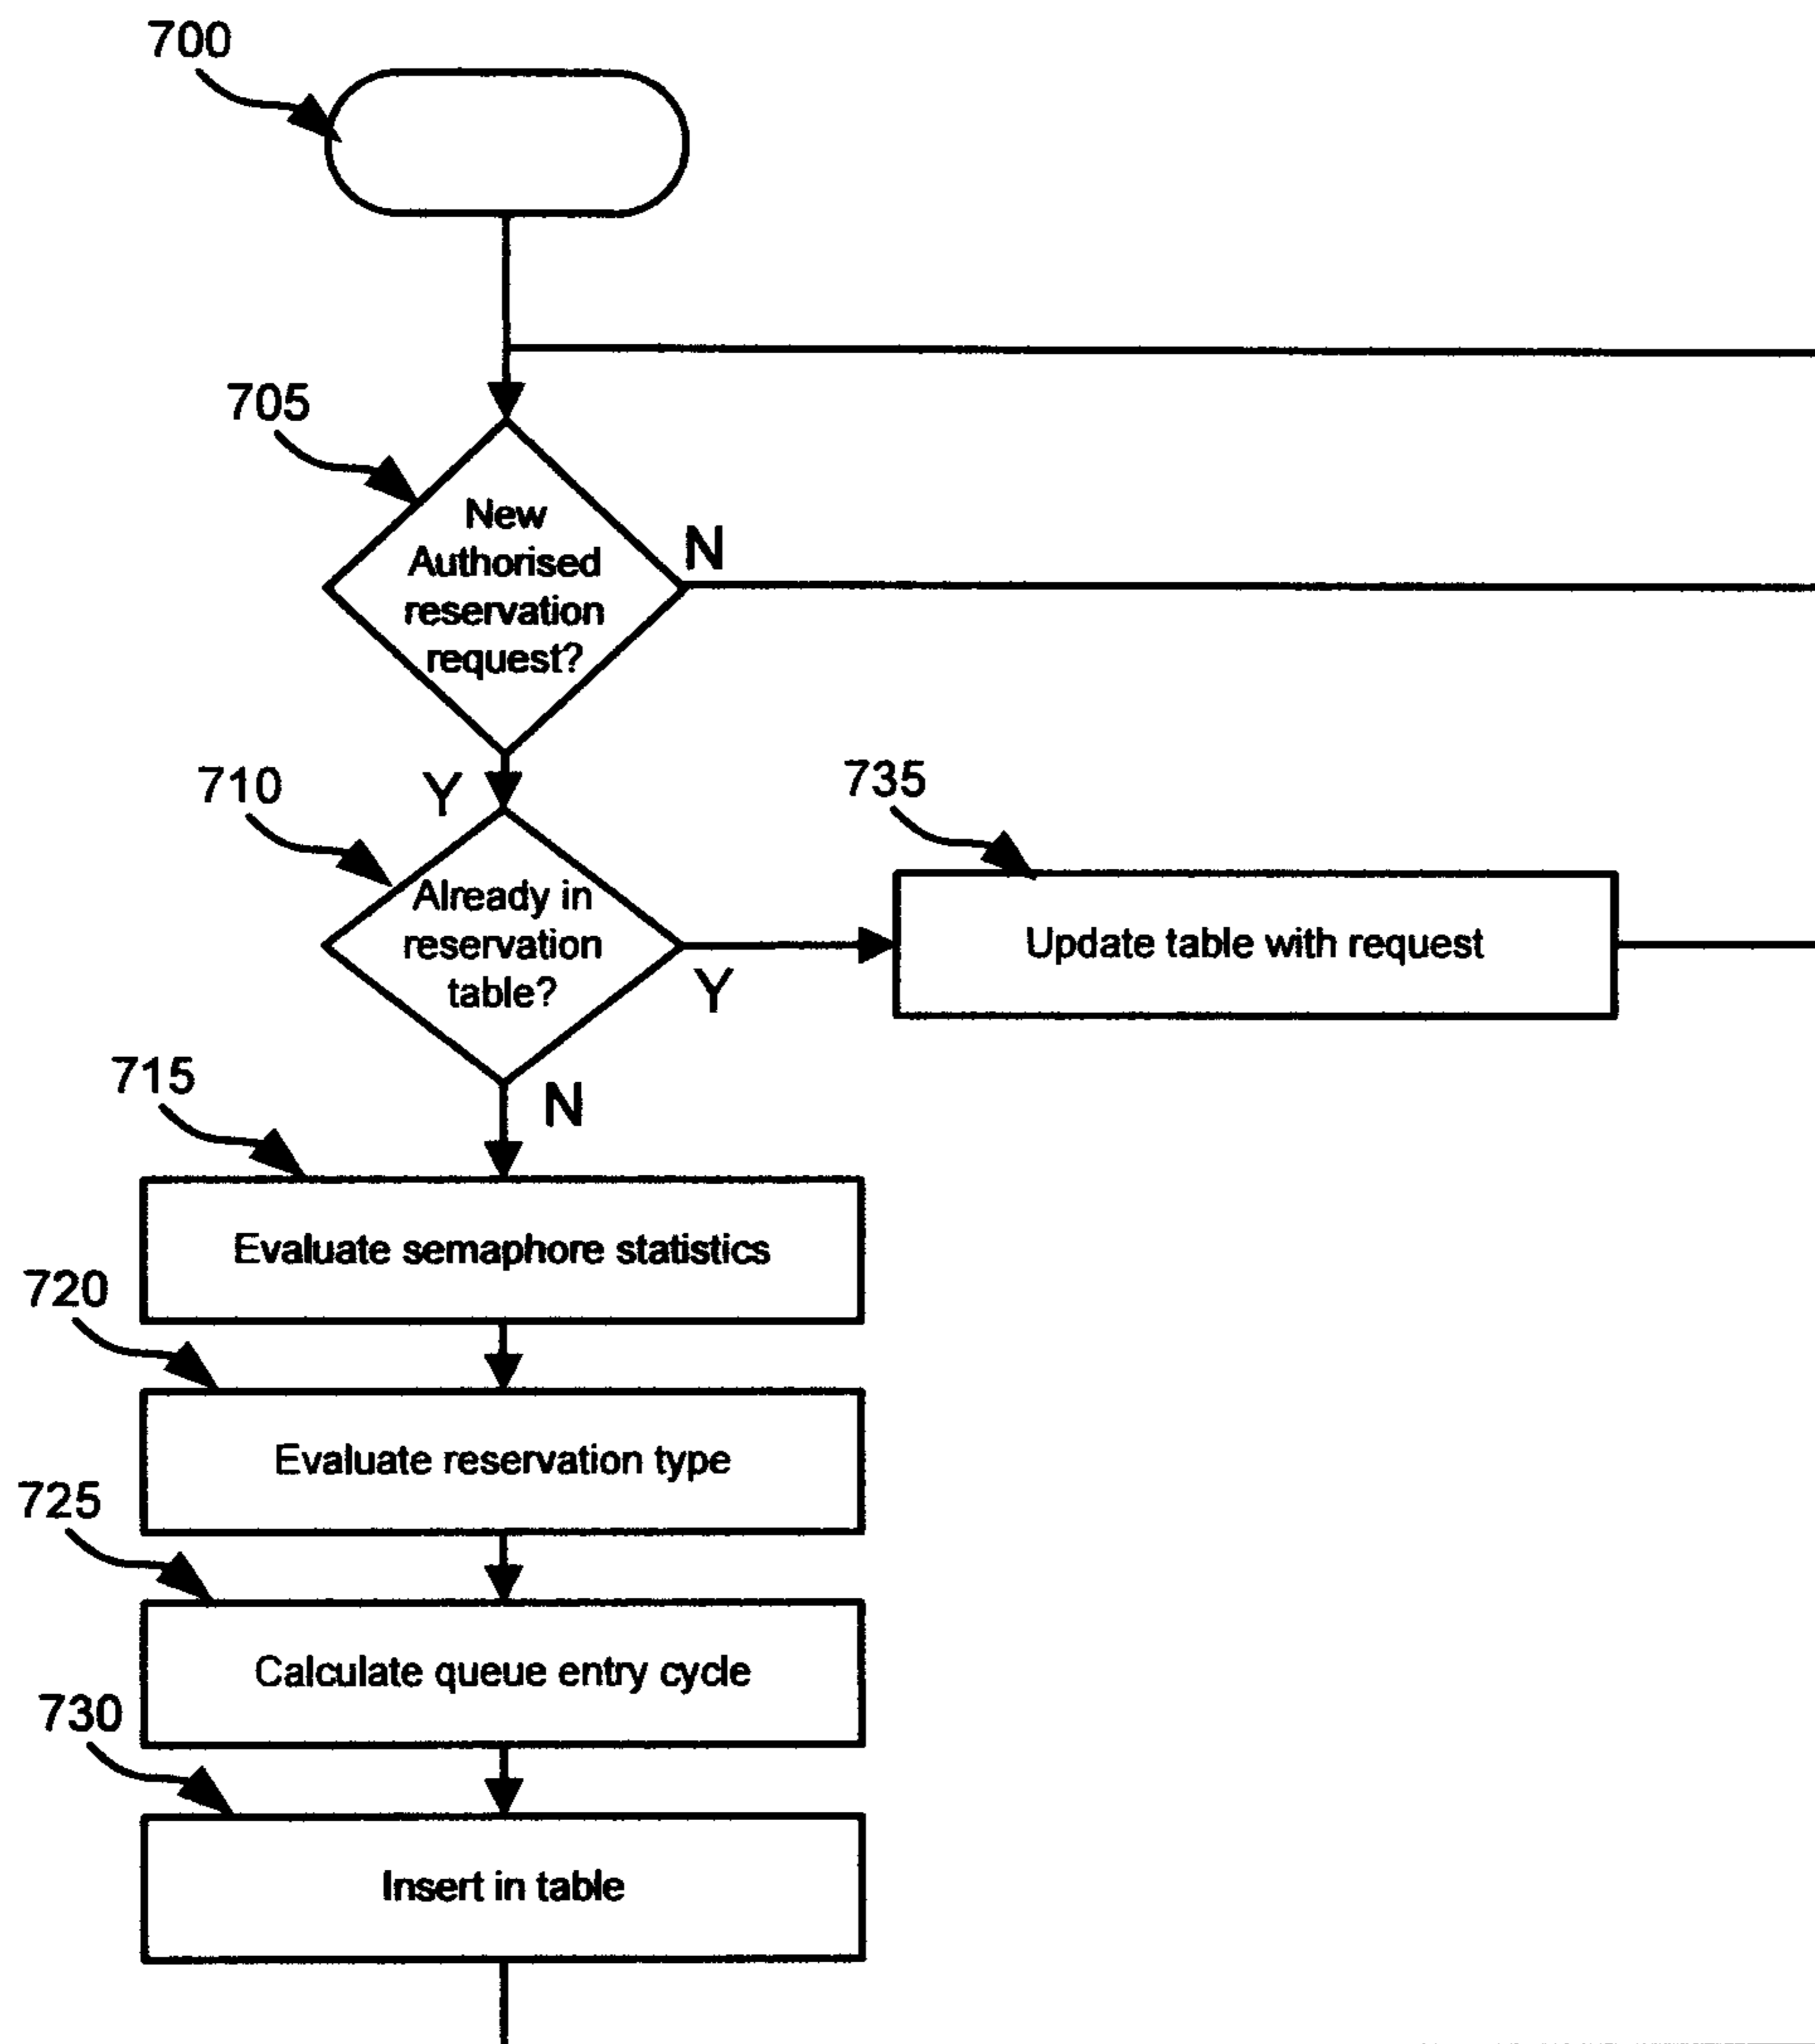 700
705
New
Authorised
reservation
request?
N
Y
710
Already in
reservation
table?
Y
735
Update table with request
N
715
Evaluate semaphore statistics
720
Evaluate reservation type
725
Calculate queue entry cycle
730
Insert in table